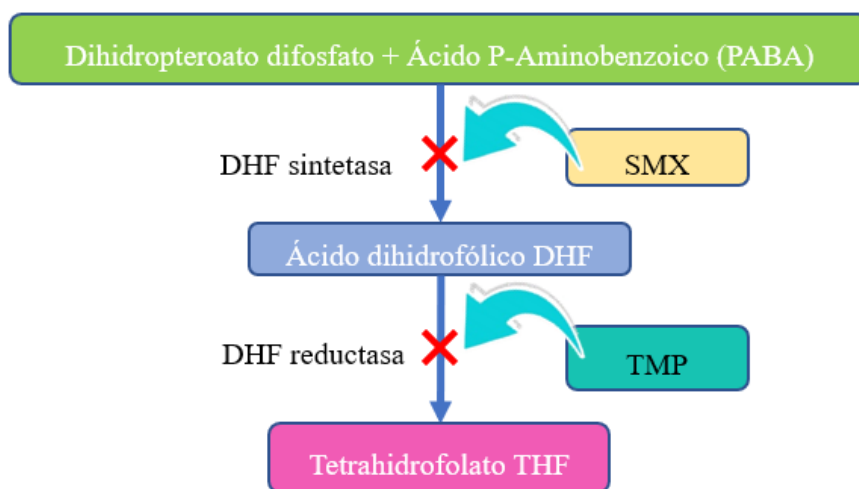 Dihidropteroato difosfato + Ácido P-Aminobenzoico (PABA)
DHF sintetasa
SMX
Ácido dihidrofólico DHF
DHF reductasa
TMP
Tetrahidrofolato THF